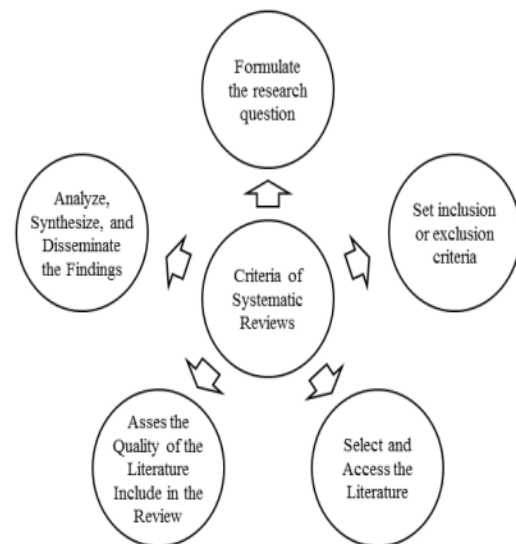 Formulate
the research
question
Set inclusion
or exclusion
criteria
Select and
Access the
Literature
Asses the
Quality of the
Literature
Include in the
Review
Analyze,
Synthesize, and
Disseminate
the Findings
Criteria of
Systematic
Reviews